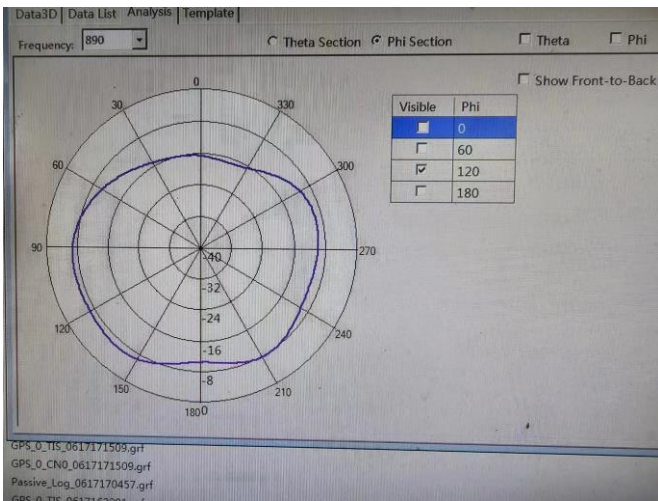 Data3D Data List Analysis Template
Frequency: 890 Theta Section Phi Section Theta Phi
Show Front-to-Back
Visible Phi
0
60
120
180
0
30 330
60 300
90 270
120 240
150 210
180
-40
-32
-24
-16
-8
0
GPS_0_TIS_0617171509.grf
GPS_0_CN0_0617171509.grf
Passive_Log_0617170457.grf